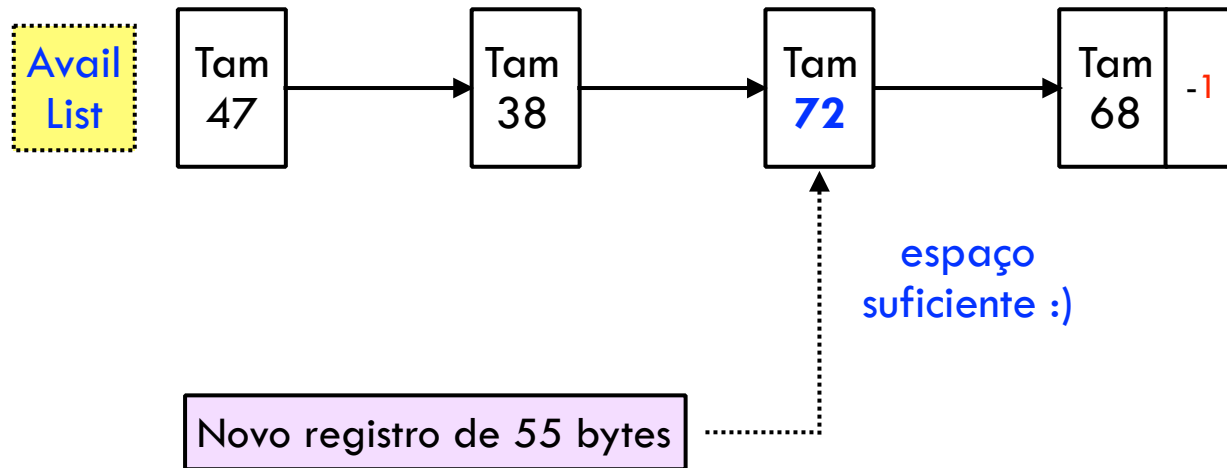 Avail
List
Tam
47
Tam
38
Tam
72
Tam
68
-1
espaço
suficiente :)
Novo registro de 55 bytes